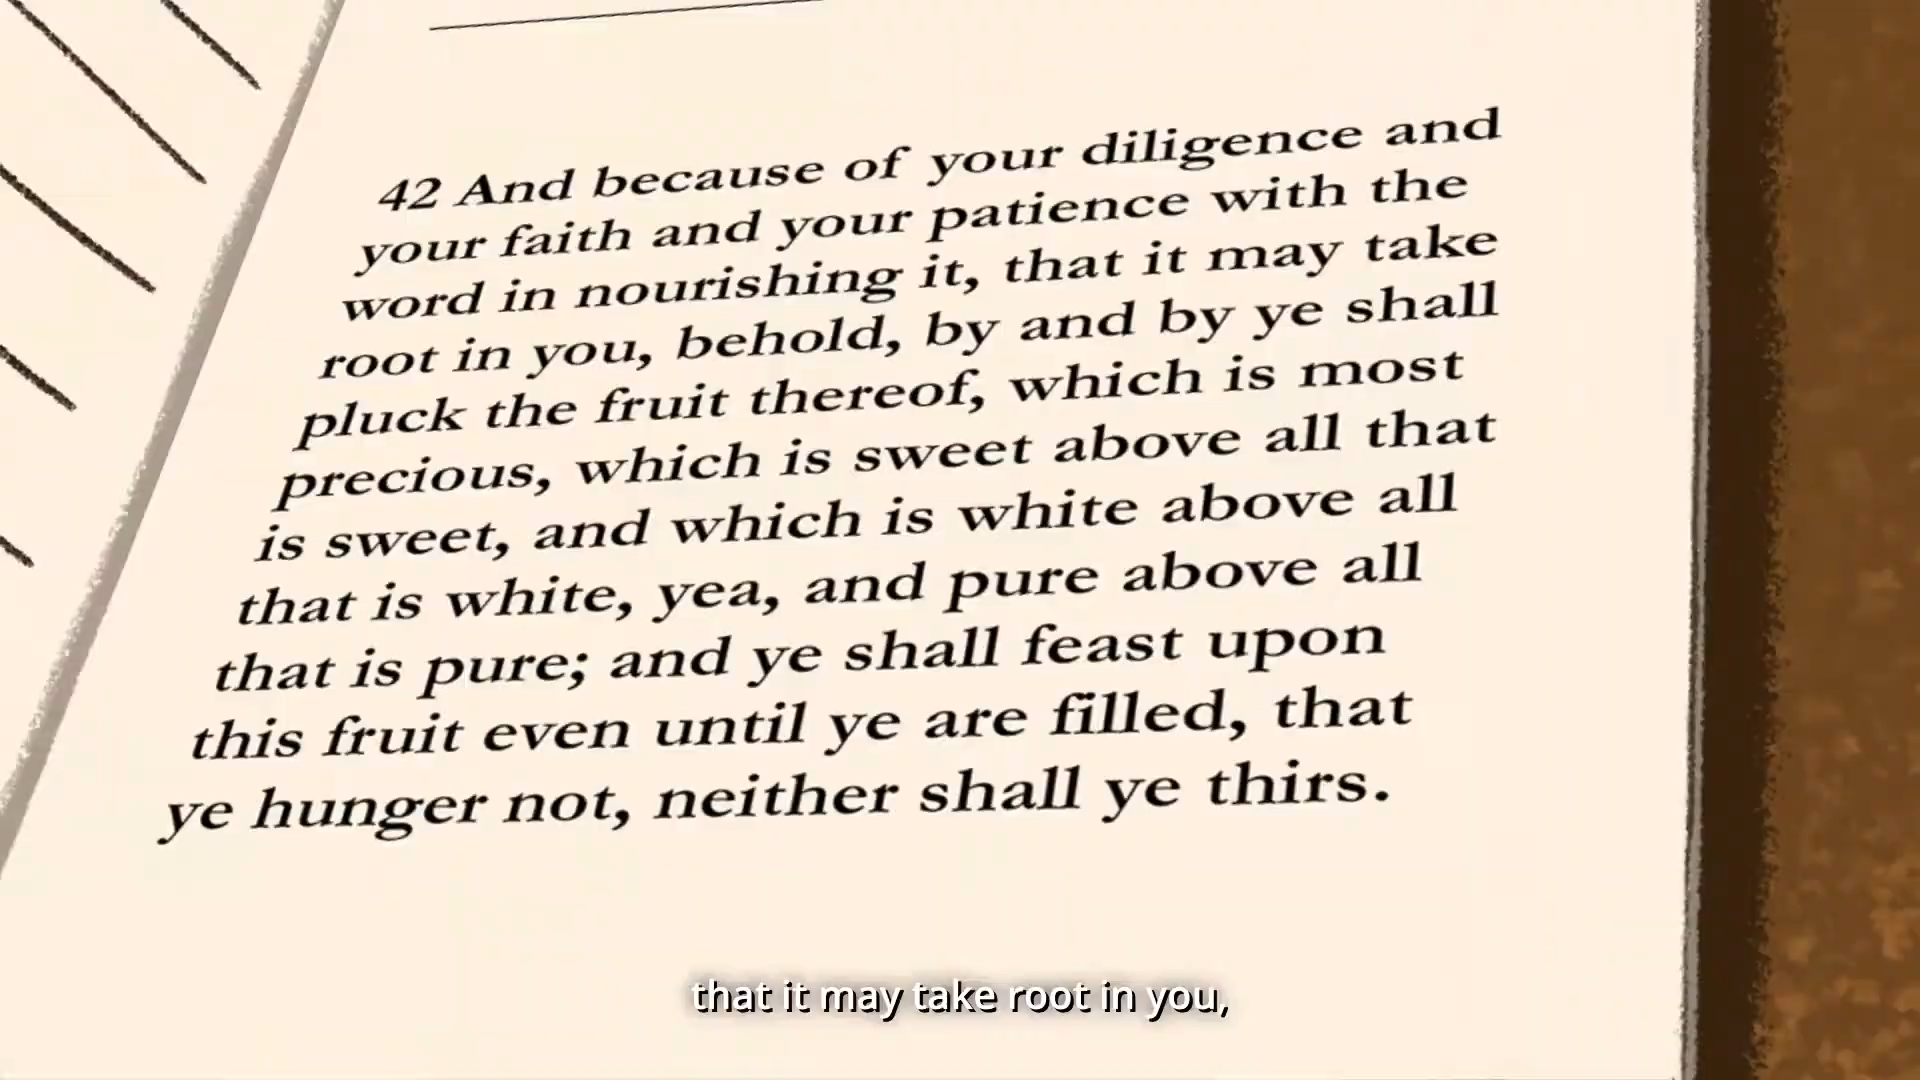 42 And because of your diligence and
your faith and your patience with the
word in nourishing it, that it may take
root in you, behold, by and by ye shall
pluck the fruit thereof, which is most
precious, which is sweet above all that
is sweet, and which is white above all
that is white, yea, and pure above all
that is pure; and ye shall feast upon
this fruit even until ye are filled, that
ye hunger not, neither shall ye thirs.
that it may take root in you,